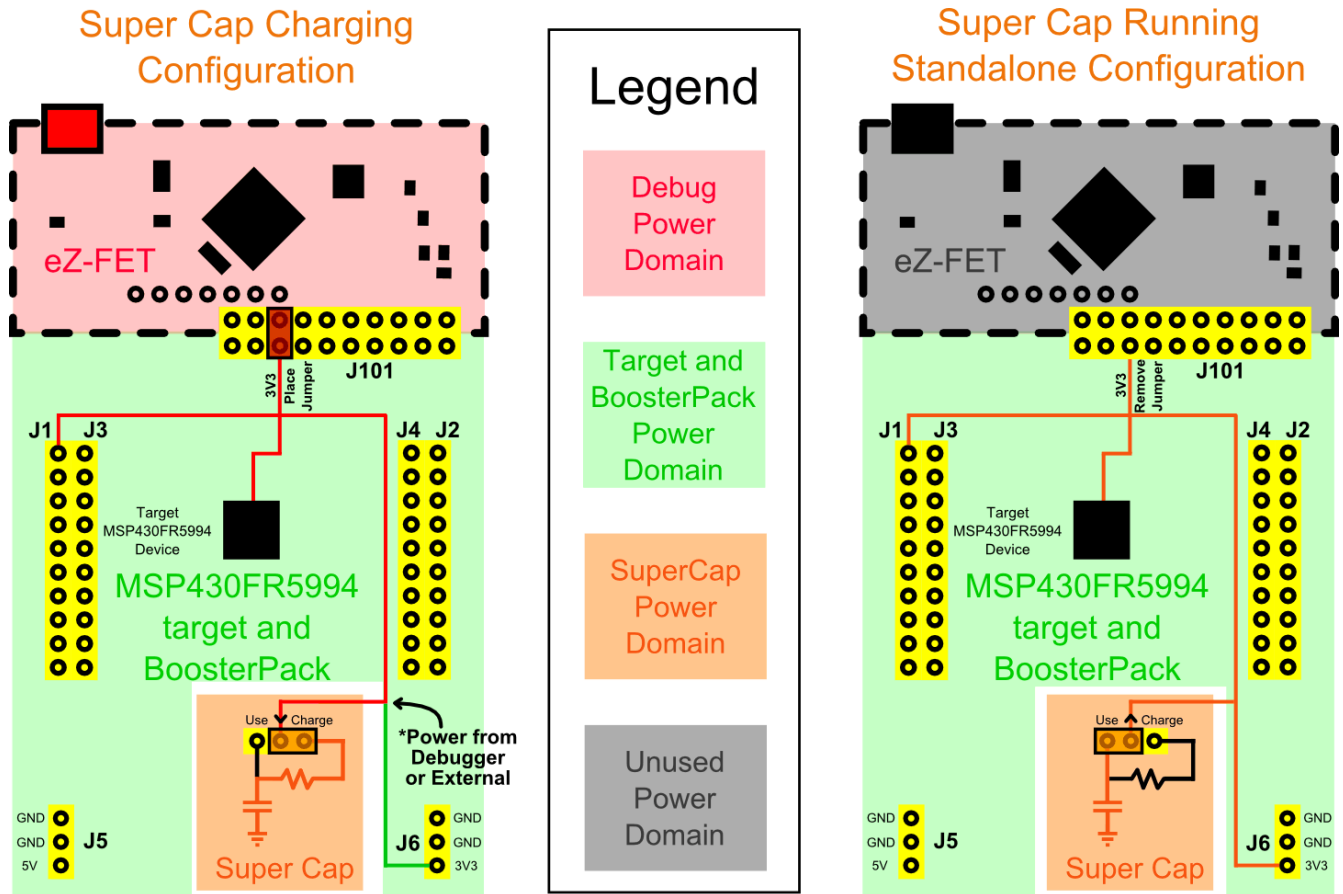 Super Cap Charging
Configuration
eZ-FET
3V3
Place
Jumper
J101
J1
J3
J4
J2
Target
MSP430FR5994
Device
MSP430FR5994
target and
BoosterPack
Use
Charge
*Power from
Debugger
or External
Super Cap
GND
GND
5V
J5
J6
GND
GND
3V3
Legend
Debug
Power
Domain
Target and
BoosterPack
Power
Domain
SuperCap
Power
Domain
Unused
Power
Domain
Super Cap Running
Standalone Configuration
eZ-FET
3V3
Remove
Jumper
J101
J1
J3
J4
J2
Target
MSP430FR5994
Device
MSP430FR5994
target and
BoosterPack
Use
Charge
Super Cap
GND
GND
5V
J5
J6
GND
GND
3V3